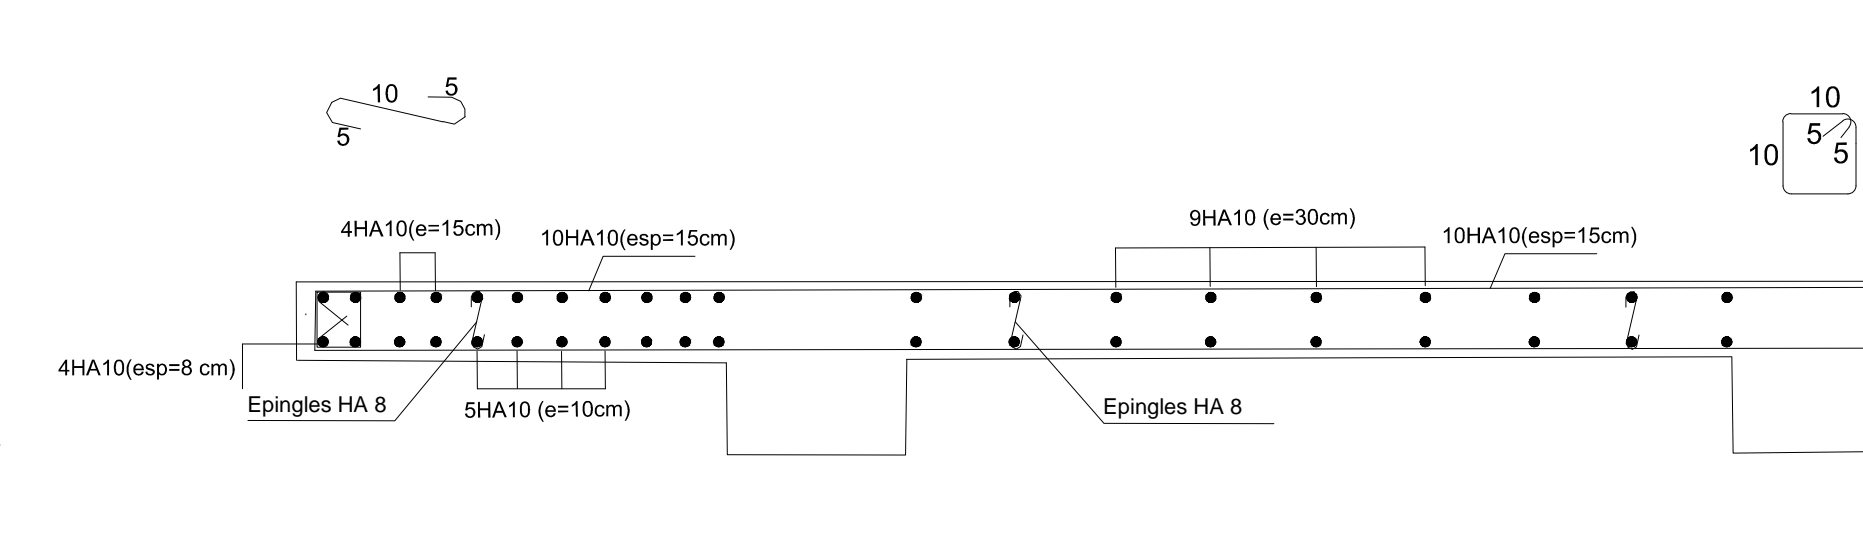 10
5
5
10
10
5
5
4HA10(e=15cm)
10HA10(esp=15cm)
9HA10 (e=30cm)
10HA10(esp=15cm)
4HA10(esp=8 cm)
Epingles HA 8
5HA10 (e=10cm)
Epingles HA 8